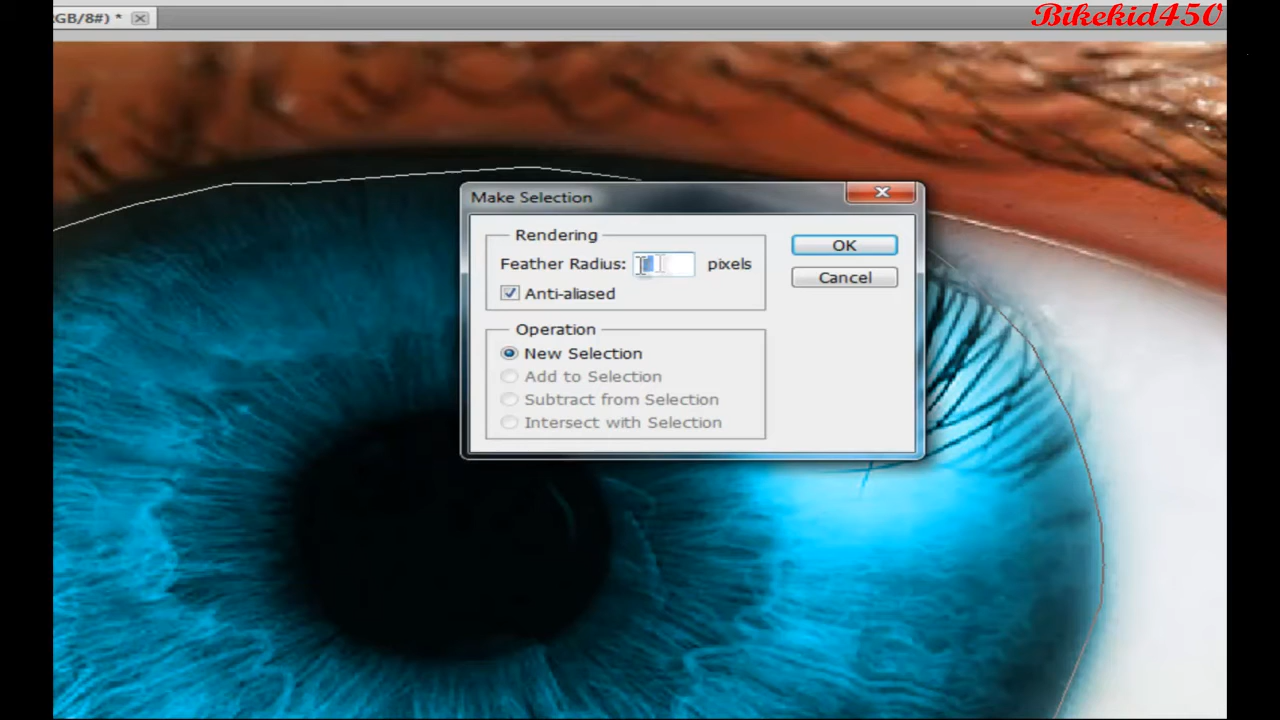 GB/8#) *
Bikekid450
Make Selection
Rendering
Feather Radius:
pixels
Anti-aliased
OK
Cancel
Operation
New Selection
Add to Selection
Subtract from Selection
Intersect with Selection